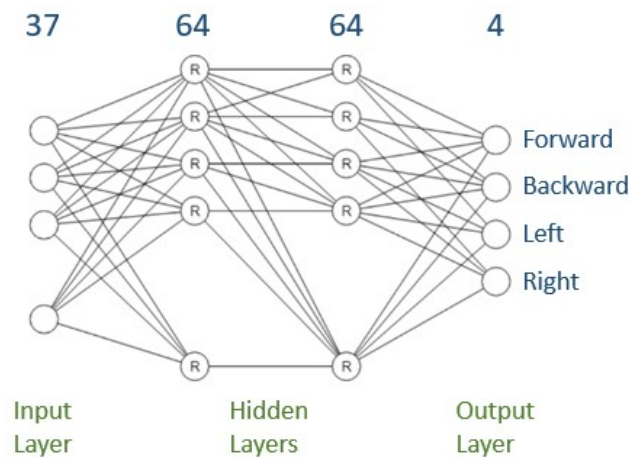 37 64 64 4
R R
R R
R R
R R
R R
Forward
Backward
Left
Right
Input
Layer
Hidden
Layers
Output
Layer